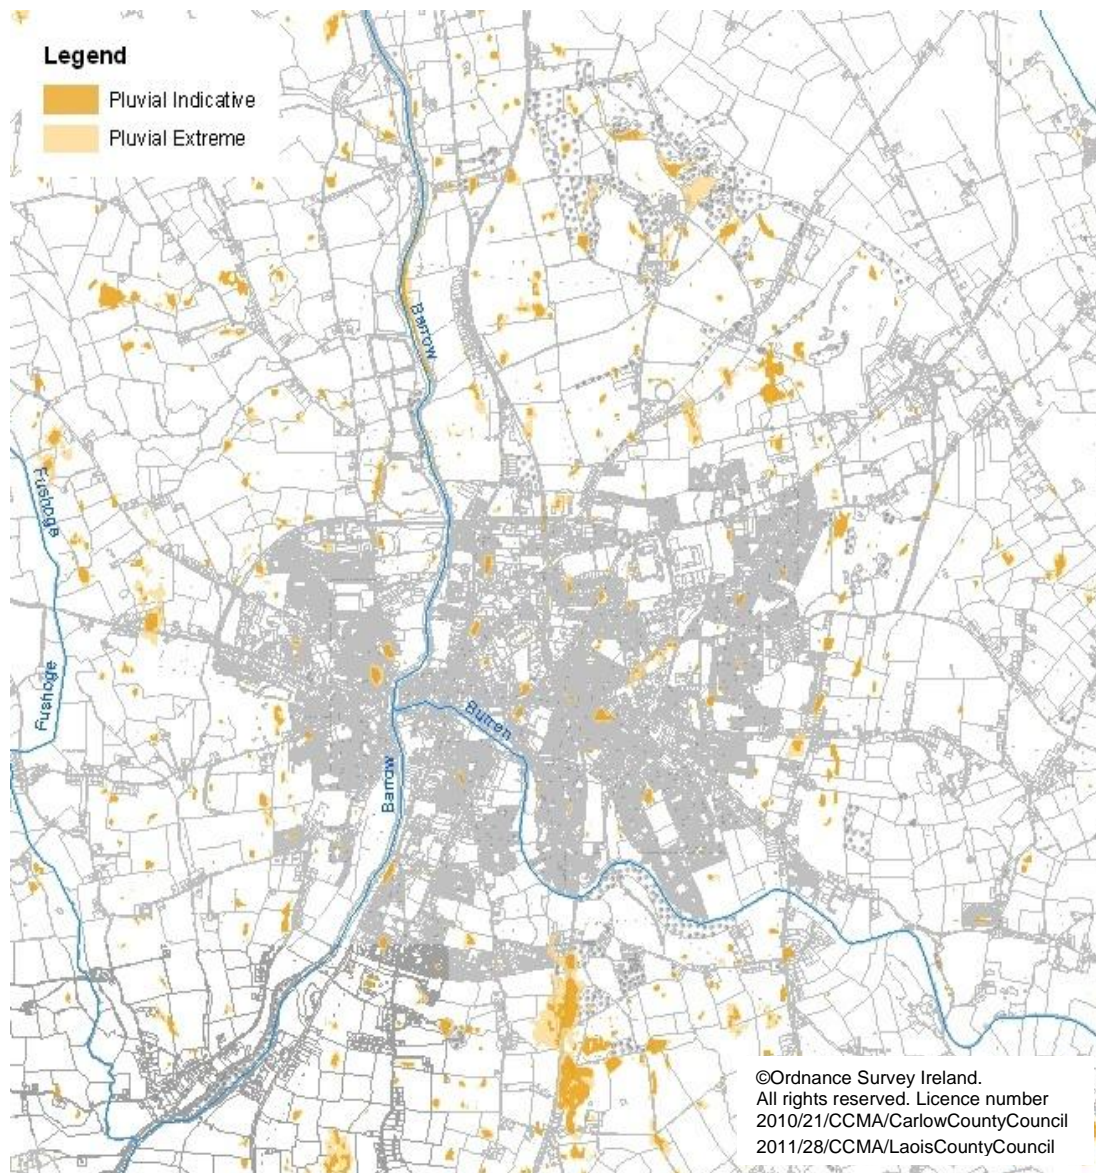 Legend
Pluvial Indicative
Pluvial Extreme
Barrow
Fushoge
Fushoge
Burren
Barrow
©Ordnance Survey Ireland.
All rights reserved. Licence number
2010/21/CCMA/CarlowCountyCouncil
2011/28/CCMA/LaoisCountyCouncil